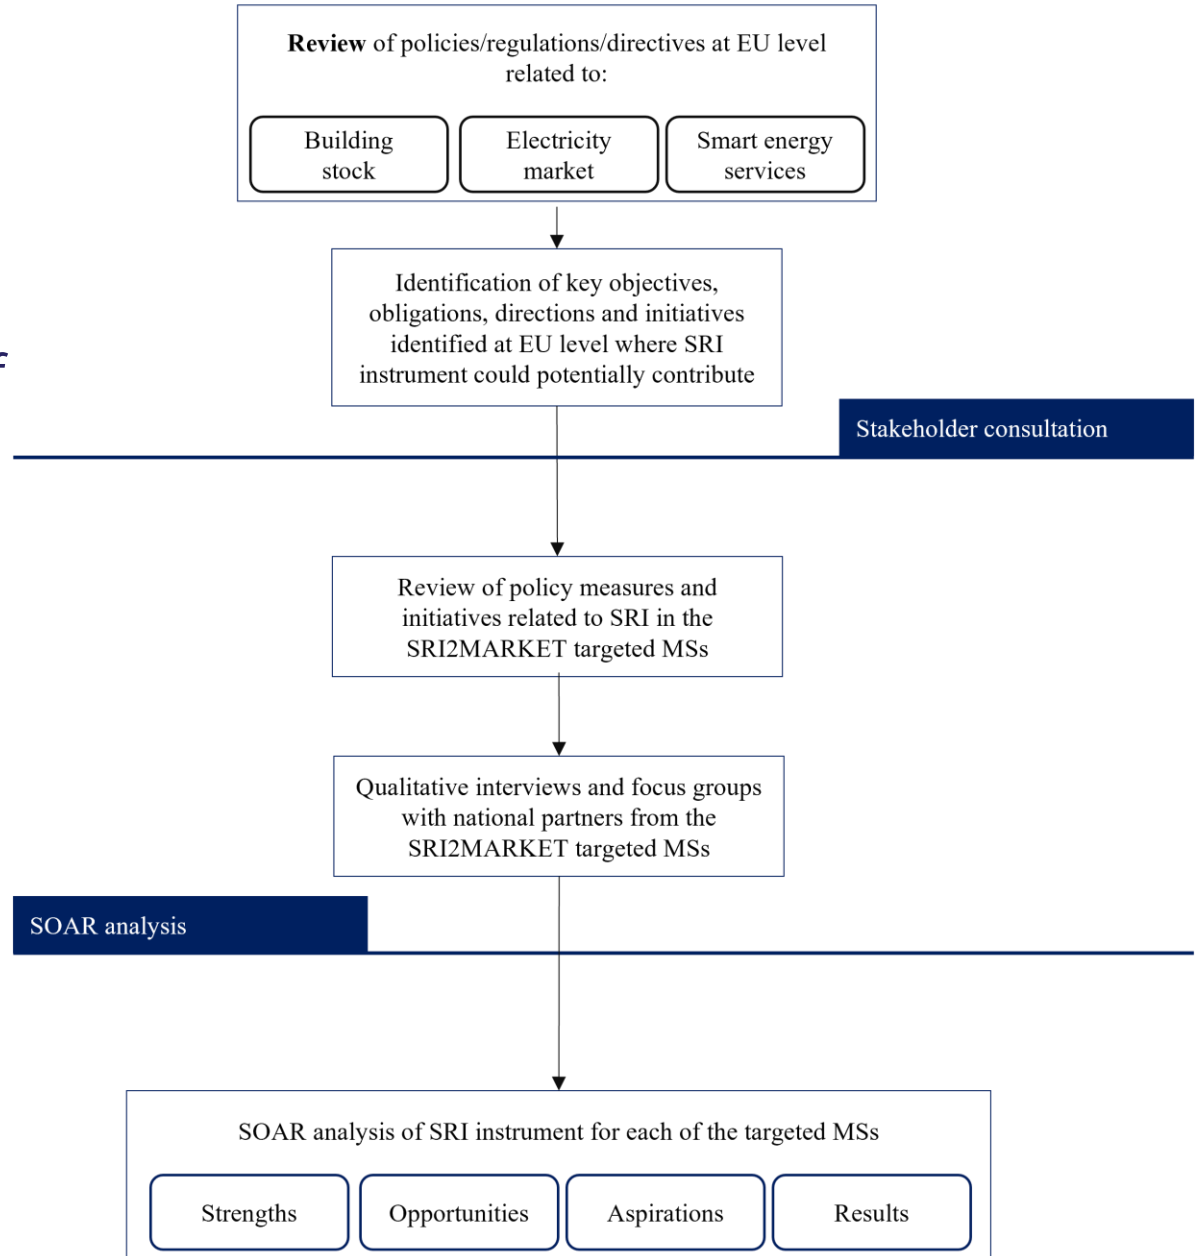 Review of policies/regulations/directives at EU level
related to:
Building
stock
Electricity
market
Smart energy
services
Identification of key objectives,
obligations, directions and initiatives
identified at EU level where SRI
instrument could potentially contribute
Stakeholder consultation
Review of policy measures and
initiatives related to SRI in the
SRI2MARKET targeted MSs
Qualitative interviews and focus groups
with national partners from the
SRI2MARKET targeted MSs
SOAR analysis
SOAR analysis of SRI instrument for each of the targeted MSs
Strengths
Opportunities
Aspirations
Results